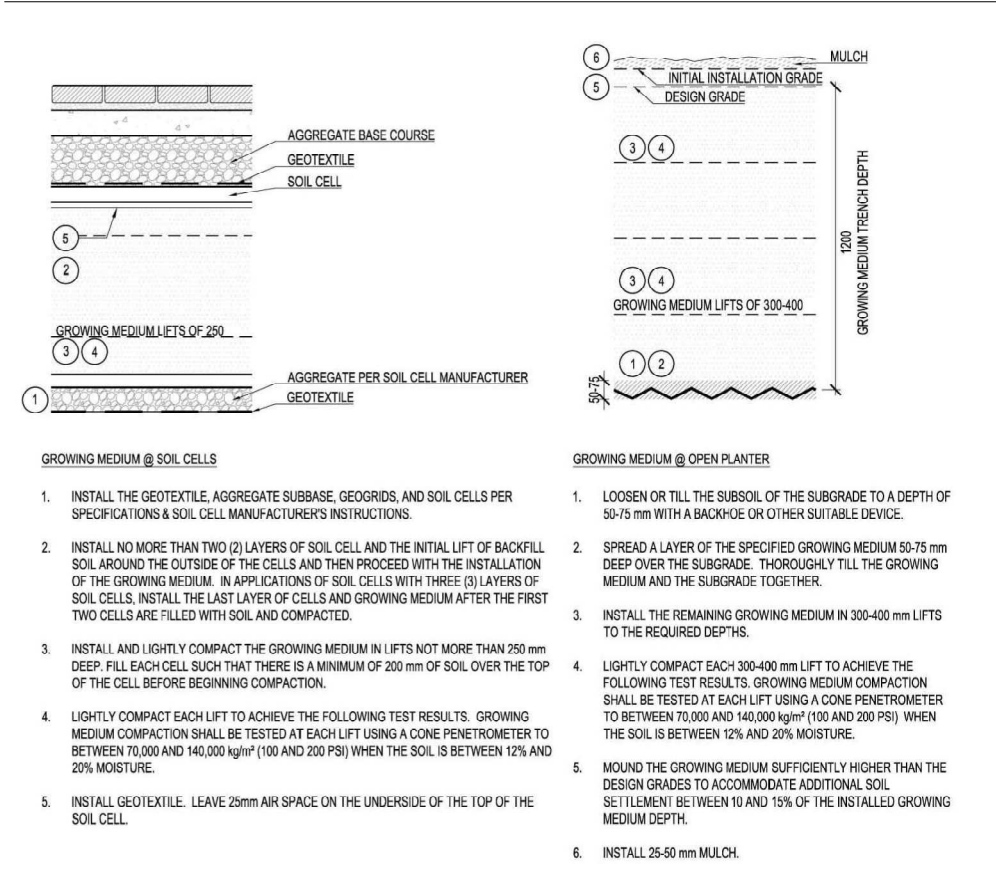 AGGREGATE BASE COURSE
GEOTEXTILE
SOIL CELL
5
2
GROWING MEDIUM LIFTS OF 250
3 4
AGGREGATE PER SOIL CELL MANUFACTURER
1
GEOTEXTILE
6
MULCH
INITIAL INSTALLATION GRADE
5
DESIGN GRADE
3 4
1200
GROWING MEDIUM TRENCH DEPTH
3 4
GROWING MEDIUM LIFTS OF 300-400
1 2
50-75
GROWING MEDIUM @ SOIL CELLS
1. INSTALL THE GEOTEXTILE, AGGREGATE SUBBASE, GEOGRIDS, AND SOIL CELLS PER
SPECIFICATIONS & SOIL CELL MANUFACTURER'S INSTRUCTIONS.
2. INSTALL NO MORE THAN TWO (2) LAYERS OF SOIL CELL AND THE INITIAL LIFT OF BACKFILL
SOIL AROUND THE OUTSIDE OF THE CELLS AND THEN PROCEED WITH THE INSTALLATION
OF THE GROWING MEDIUM. IN APPLICATIONS OF SOIL CELLS WITH THREE (3) LAYERS OF
SOIL CELLS, INSTALL THE LAST LAYER OF CELLS AND GROWING MEDIUM AFTER THE FIRST
TWO CELLS ARE FILLED WITH SOIL AND COMPACTED.
3. INSTALL AND LIGHTLY COMPACT THE GROWING MEDIUM IN LIFTS NOT MORE THAN 250 mm
DEEP. FILL EACH CELL SUCH THAT THERE IS A MINIMUM OF 200 mm OF SOIL OVER THE TOP
OF THE CELL BEFORE BEGINNING COMPACTION.
4. LIGHTLY COMPACT EACH LIFT TO ACHIEVE THE FOLLOWING TEST RESULTS. GROWING
MEDIUM COMPACTION SHALL BE TESTED AT EACH LIFT USING A CONE PENETROMETER TO
BETWEEN 70,000 AND 140,000 kg/m² (100 AND 200 PSI) WHEN THE SOIL IS BETWEEN 12% AND
20% MOISTURE.
5. INSTALL GEOTEXTILE. LEAVE 25mm AIR SPACE ON THE UNDERSIDE OF THE TOP OF THE
SOIL CELL.
GROWING MEDIUM @ OPEN PLANTER
1. LOOSEN OR TILL THE SUBSOIL OF THE SUBGRADE TO A DEPTH OF
50-75 mm WITH A BACKHOE OR OTHER SUITABLE DEVICE.
2. SPREAD A LAYER OF THE SPECIFIED GROWING MEDIUM 50-75 mm
DEEP OVER THE SUBGRADE. THOROUGHLY TILL THE GROWING
MEDIUM AND THE SUBGRADE TOGETHER.
3. INSTALL THE REMAINING GROWING MEDIUM IN 300-400 mm LIFTS
TO THE REQUIRED DEPTHS.
4. LIGHTLY COMPACT EACH 300-400 mm LIFT TO ACHIEVE THE
FOLLOWING TEST RESULTS. GROWING MEDIUM COMPACTION
SHALL BE TESTED AT EACH LIFT USING A CONE PENETROMETER
TO BETWEEN 70,000 AND 140,000 kg/m² (100 AND 200 PSI) WHEN
THE SOIL IS BETWEEN 12% AND 20% MOISTURE.
5. MOUND THE GROWING MEDIUM SUFFICIENTLY HIGHER THAN THE
DESIGN GRADES TO ACCOMMODATE ADDITIONAL SOIL
SETTLEMENT BETWEEN 10 AND 15% OF THE INSTALLED GROWING
MEDIUM DEPTH.
6. INSTALL 25-50 mm MULCH.